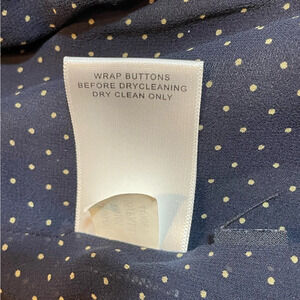 WRAP BUTTONS
BEFORE DRYCLEANING
DRY CLEAN ONLY